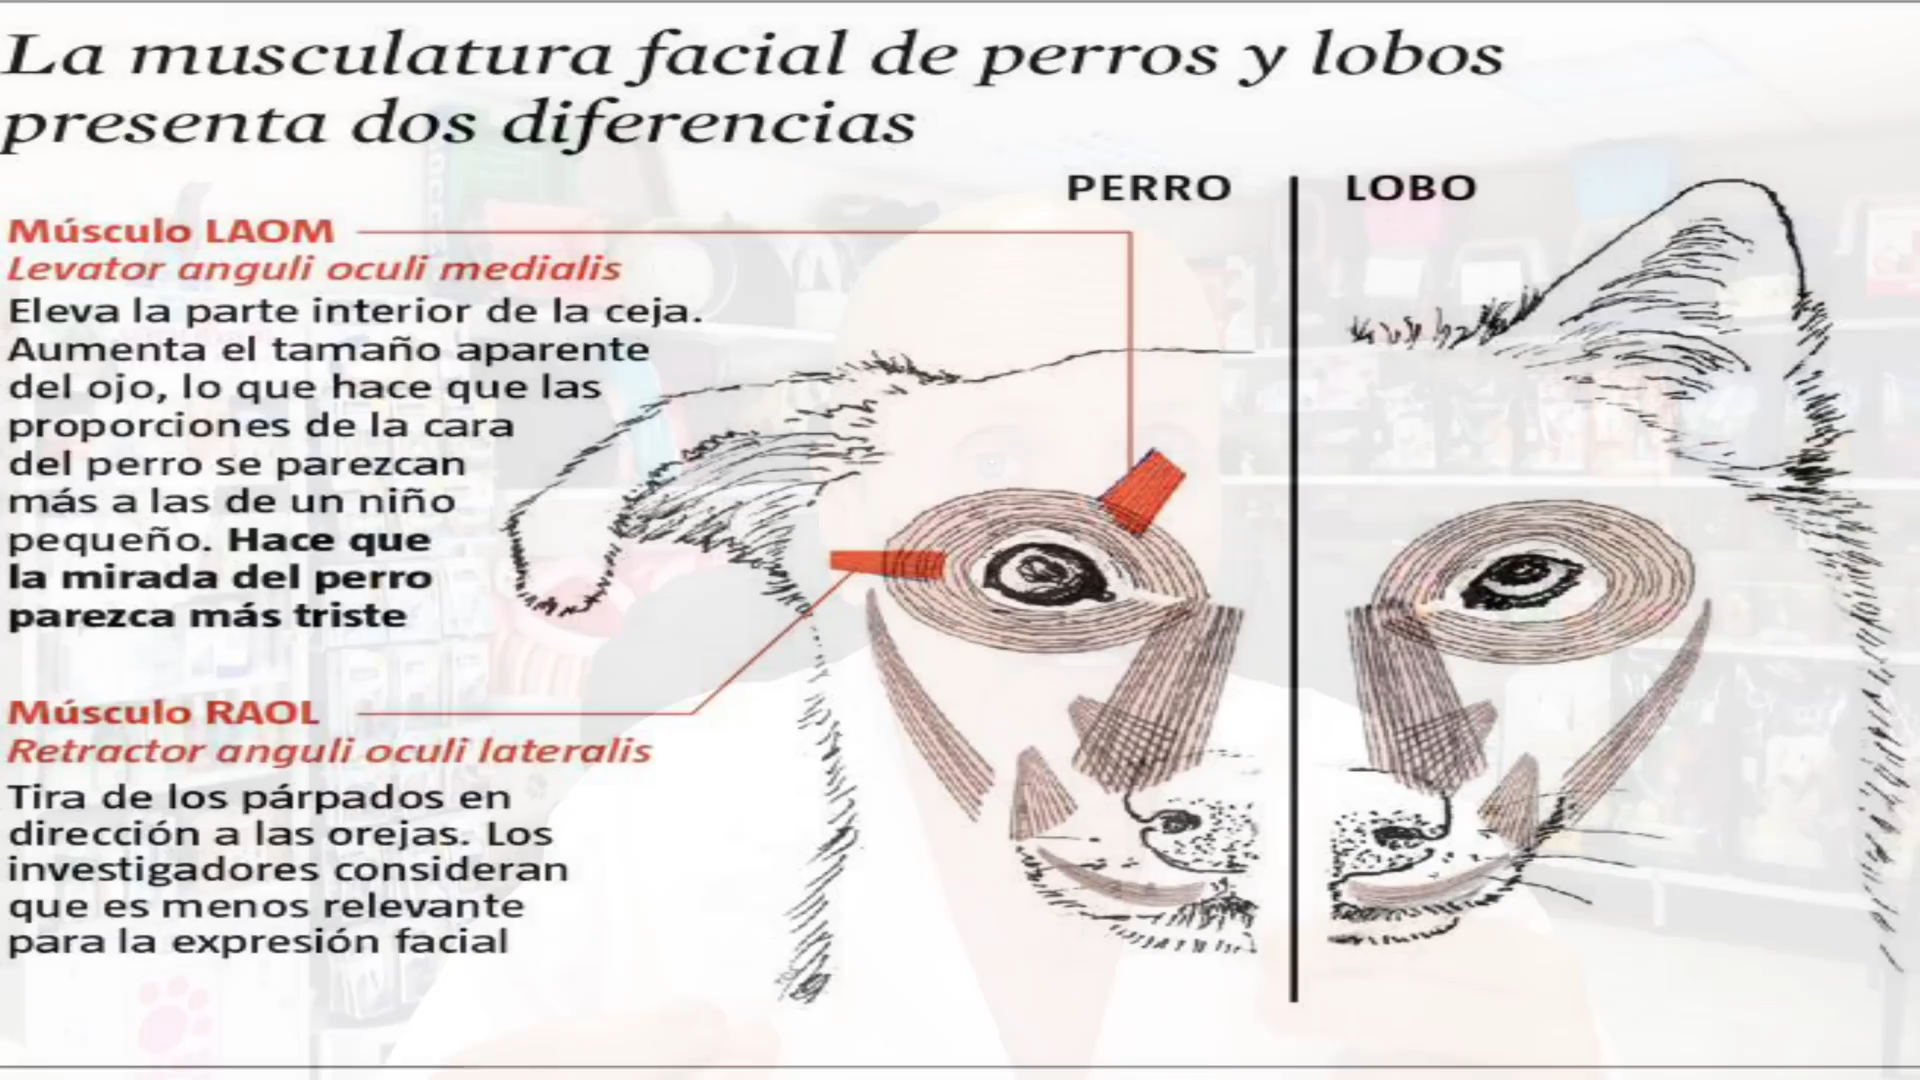 La musculatura facial de perros y lobos
presenta dos diferencias
PERRO
LOBO
Músculo LAOM
Levator anguli oculi medialis
Eleva la parte interior de la ceja.
Aumenta el tamaño aparente
del ojo, lo que hace que las
proporciones de la cara
del perro se parezcan
más a las de un niño
pequeño. Hace que
la mirada del perro
parezca más triste
Músculo RAOL
Retractor anguli oculi lateralis
Tira de los párpados en
dirección a las orejas. Los
investigadores consideran
que es menos relevante
para la expresión facial